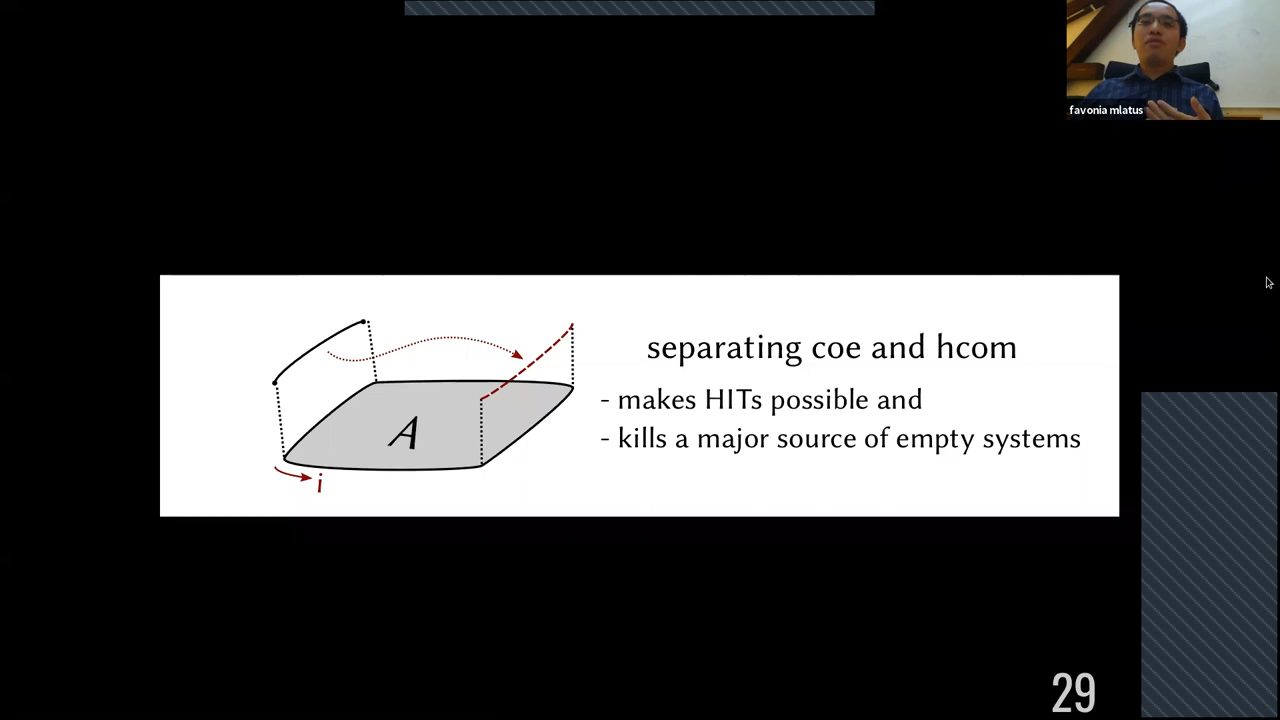 favonia mlatus
separating coe and hcom
- makes HITs possible and
- kills a major source of empty systems
A
i
29